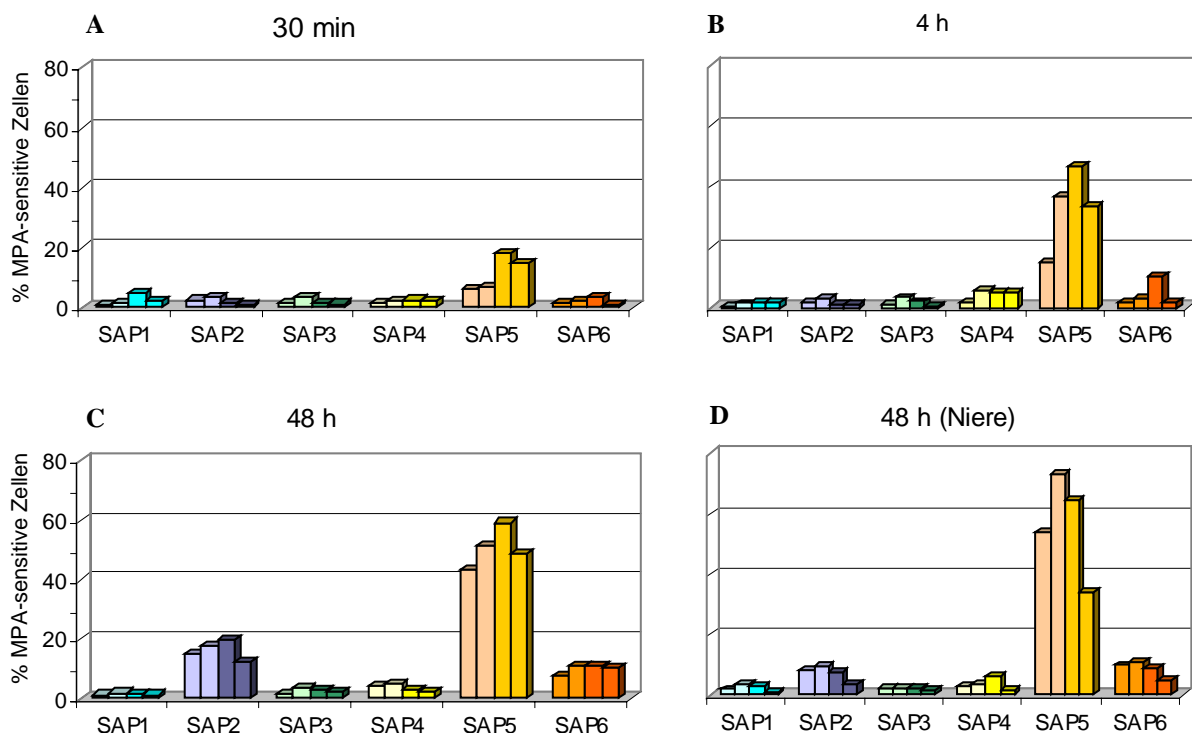 A 30 min
B 4 h
% MPA-sensitive Zellen
80
60
40
20
0
SAP1 SAP2 SAP3 SAP4 SAP5 SAP6
SAP1 SAP2 SAP3 SAP4 SAP5 SAP6
C 48 h
D 48 h (Niere)
% MPA-sensitive Zellen
80
60
40
20
0
SAP1 SAP2 SAP3 SAP4 SAP5 SAP6
SAP1 SAP2 SAP3 SAP4 SAP5 SAP6